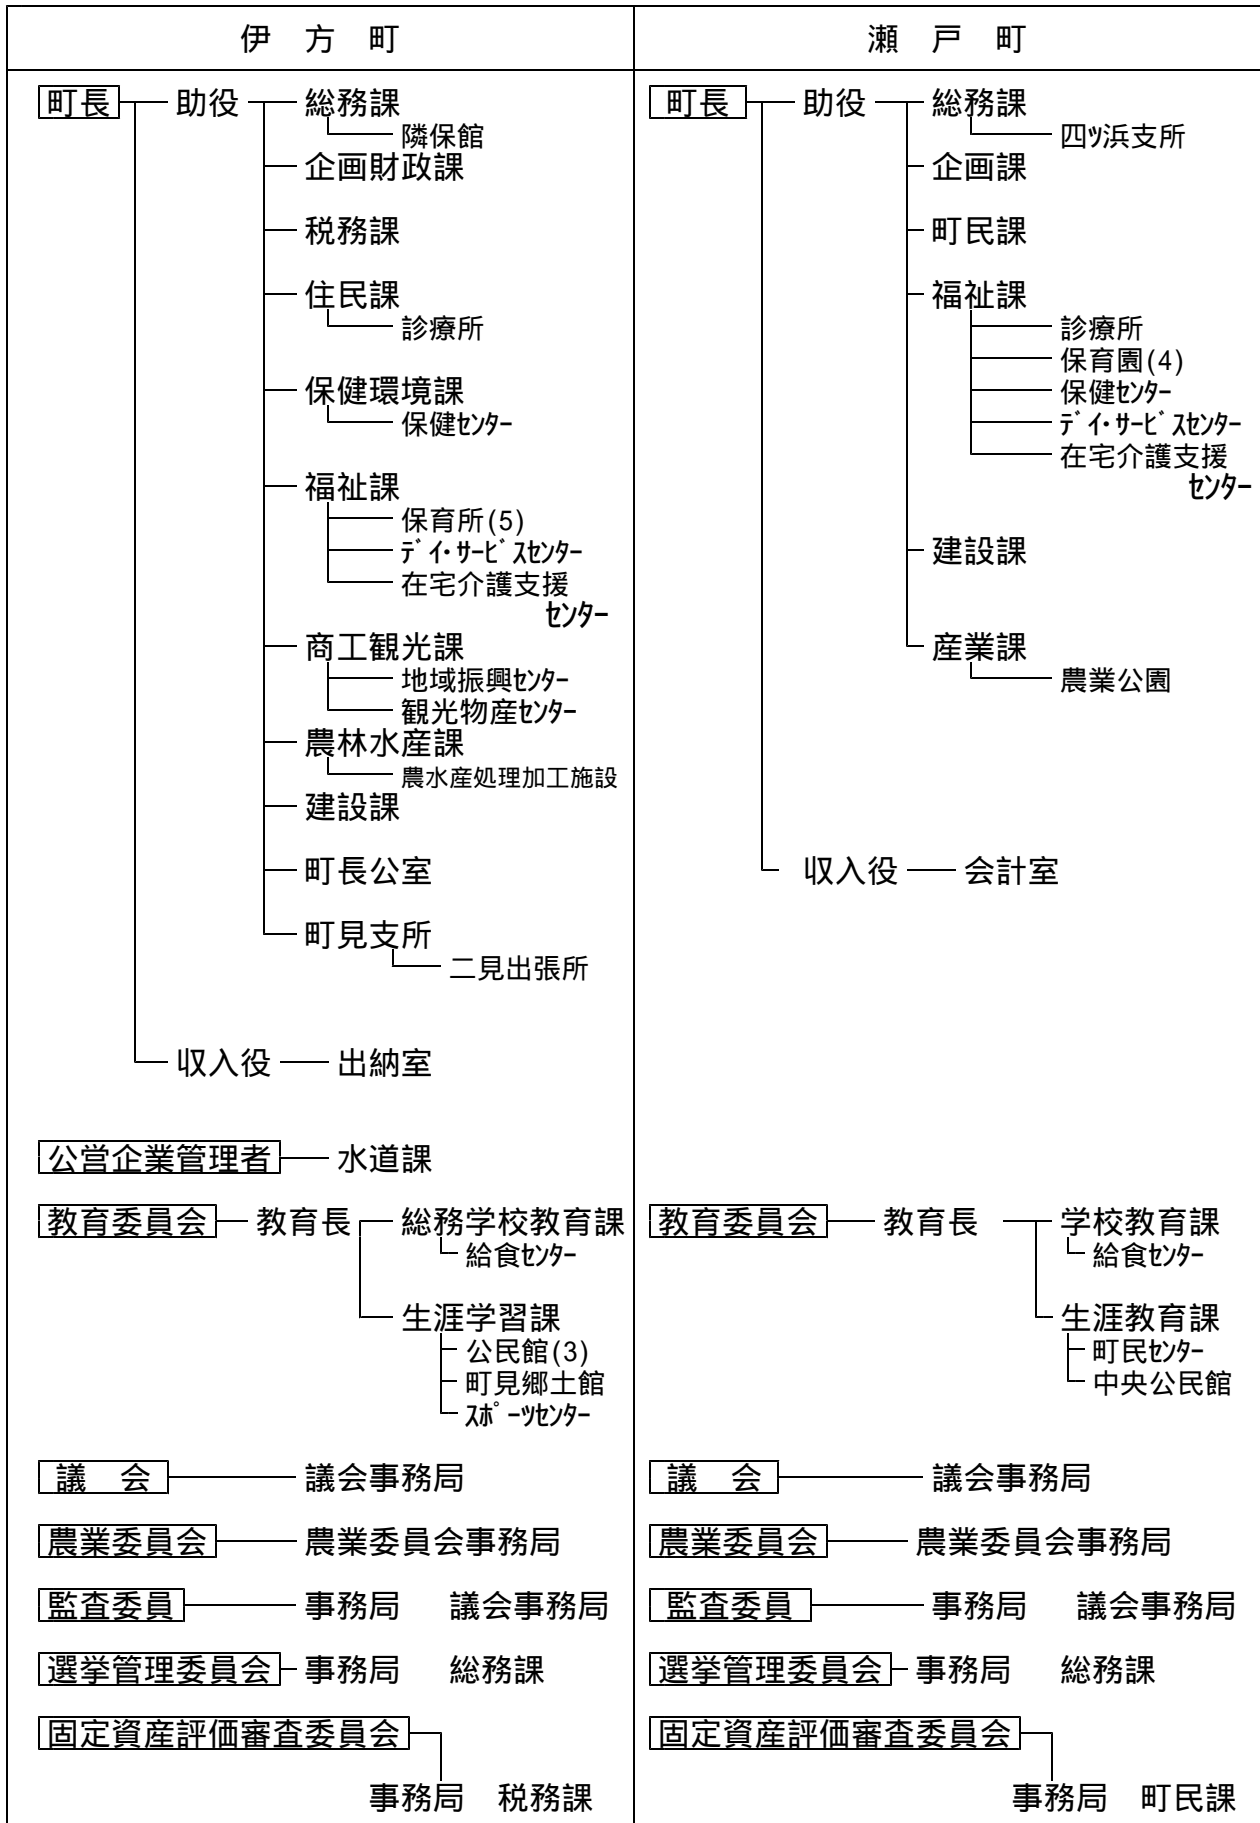 伊 方 町
町長 助役 総務課
隣保館
企画財政課
税務課
住民課
診療所
保健環境課
保健センター
福祉課
保育所(5)
デイ・サービスセンター
在宅介護支援
センター
商工観光課
地域振興センター
観光物産センター
農林水産課
農水産処理加工施設
建設課
町長公室
町見支所
二見出張所
収入役 出納室
公営企業管理者 水道課
教育委員会 教育長 総務学校教育課
給食センター
生涯学習課
公民館(3)
町見郷土館
スポーツセンター
議 会 議会事務局
農業委員会 農業委員会事務局
監査委員 事務局 議会事務局
選挙管理委員会 事務局 総務課
固定資産評価審査委員会
事務局 税務課
瀬 戸 町
町長 助役 総務課
四ツ浜支所
企画課
町民課
福祉課
診療所
保育園(4)
保健センター
デイ・サービスセンター
在宅介護支援
センター
建設課
産業課
農業公園
収入役 会計室
教育委員会 教育長 学校教育課
給食センター
生涯教育課
町民センター
中央公民館
議 会 議会事務局
農業委員会 農業委員会事務局
監査委員 事務局 議会事務局
選挙管理委員会 事務局 総務課
固定資産評価審査委員会
事務局 町民課